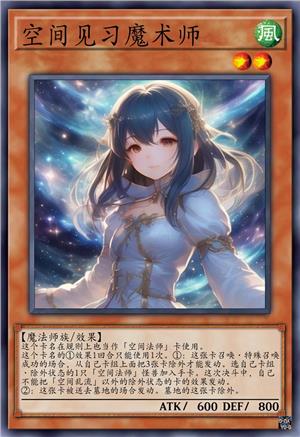 空间见习魔术师
風
【魔法师族/效果】
这个卡名在规则上也当作「空间法师」卡使用。
这个卡名的①效果1回合只能使用1次。①：这张卡召唤·特殊召唤
成功的场合，从自己卡组上面把3张卡除外才能发动。选自己卡组
·除外状态的1只「空间法师」怪兽加入手卡。这次决斗中，自己
不能把「空间乱流」以外的除外状态的卡的效果发动。
②：这张卡被送去墓地的场合发动。墓地的这张卡除外。
ATK/ 600 DEF/ 800